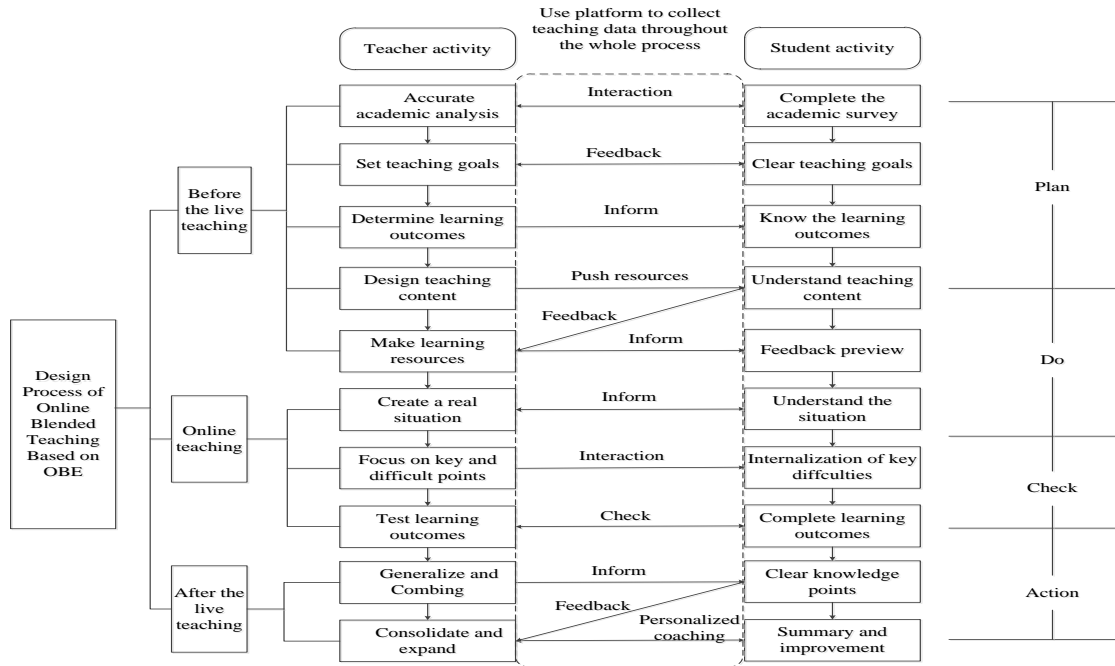 Use platform to collect
teaching data throughout
the whole process
Teacher activity
Student activity
Accurate
academic analysis
Interaction
Complete the
academic survey
Set teaching goals
Feedback
Clear teaching goals
Before
the live
teaching
Plan
Determine learning
outcomes
Inform
Know the learning
outcomes
Design teaching
content
Push resources
Understand teaching
content
Feedback
Make learning
resources
Inform
Feedback preview
Do
Design
Process of
Online
Blended
Teaching
Based on
OBE
Create a real
situation
Inform
Understand the
situation
Online
teaching
Focus on key and
difficult points
Interaction
Internalization of key
diffculties
Check
Test learning
outcomes
Check
Complete learning
outcomes
After the
live
teaching
Generalize and
Combing
Inform
Clear knowledge
points
Action
Feedback
Consolidate and
expand
Personalized
coaching
Summary and
improvement